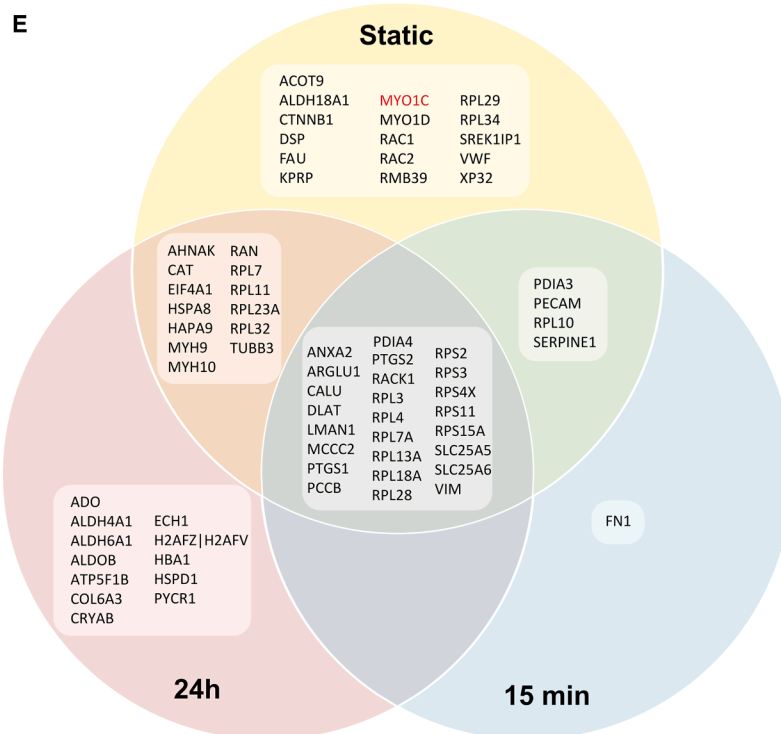 E
Static
ACOT9
ALDH18A1 MYO1C RPL29
CTNNB1 MYO1D RPL34
DSP RAC1 SREK1IP1
FAU RAC2 VWF
KPRP RMB39 XP32
AHNAK RAN
CAT RPL7
EIF4A1 RPL11
HSPA8 RPL23A
HAPA9 RPL32
MYH9 TUBB3
MYH10
PDIA3
PECAM
RPL10
SERPINE1
ANXA2
ARGLU1
CALU
DLAT
LMAN1
MCCC2
PTGS1
PCCB
PDIA4
PTGS2
RACK1
RPL3
RPL4
RPL7A
RPL13A
RPL18A
RPL28
RPS2
RPS3
RPS4X
RPS11
RPS15A
SLC25A5
SLC25A6
VIM
ADO
ALDH4A1 ECH1
ALDH6A1 H2AFZ|H2AFV
ALDOB HBA1
ATP5F1B HSPD1
COL6A3 PYCR1
CRYAB
FN1
24h
15 min